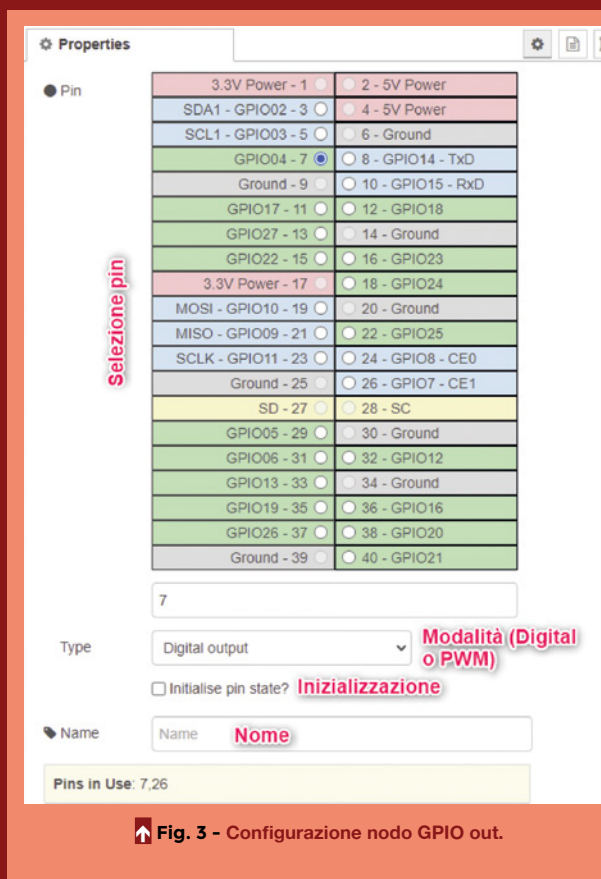 Properties
Pin
3.3V Power - 1
2 - 5V Power
SDA1 - GPIO02 - 3
4 - 5V Power
SCL1 - GPIO03 - 5
6 - Ground
GPIO04 - 7
8 - GPIO14 - TxD
Ground - 9
10 - GPIO15 - RxD
GPIO17 - 11
12 - GPIO18
GPIO27 - 13
14 - Ground
GPIO22 - 15
16 - GPIO23
3.3V Power - 17
18 - GPIO24
MOSI - GPIO10 - 19
20 - Ground
MISO - GPIO09 - 21
22 - GPIO25
SCLK - GPIO11 - 23
24 - GPIO8 - CE0
Ground - 25
26 - GPIO7 - CE1
SD - 27
28 - SC
GPIO05 - 29
30 - Ground
GPIO06 - 31
32 - GPIO12
GPIO13 - 33
34 - Ground
GPIO19 - 35
36 - GPIO16
GPIO26 - 37
38 - GPIO20
Ground - 39
40 - GPIO21
Selezione pin
7
Type
Digital output
Modalità (Digital
o PWM)
Initialise pin state?
Inizializzazione
Name
Name
Nome
Pins in Use: 7,26
Fig. 3 - Configurazione nodo GPIO out.